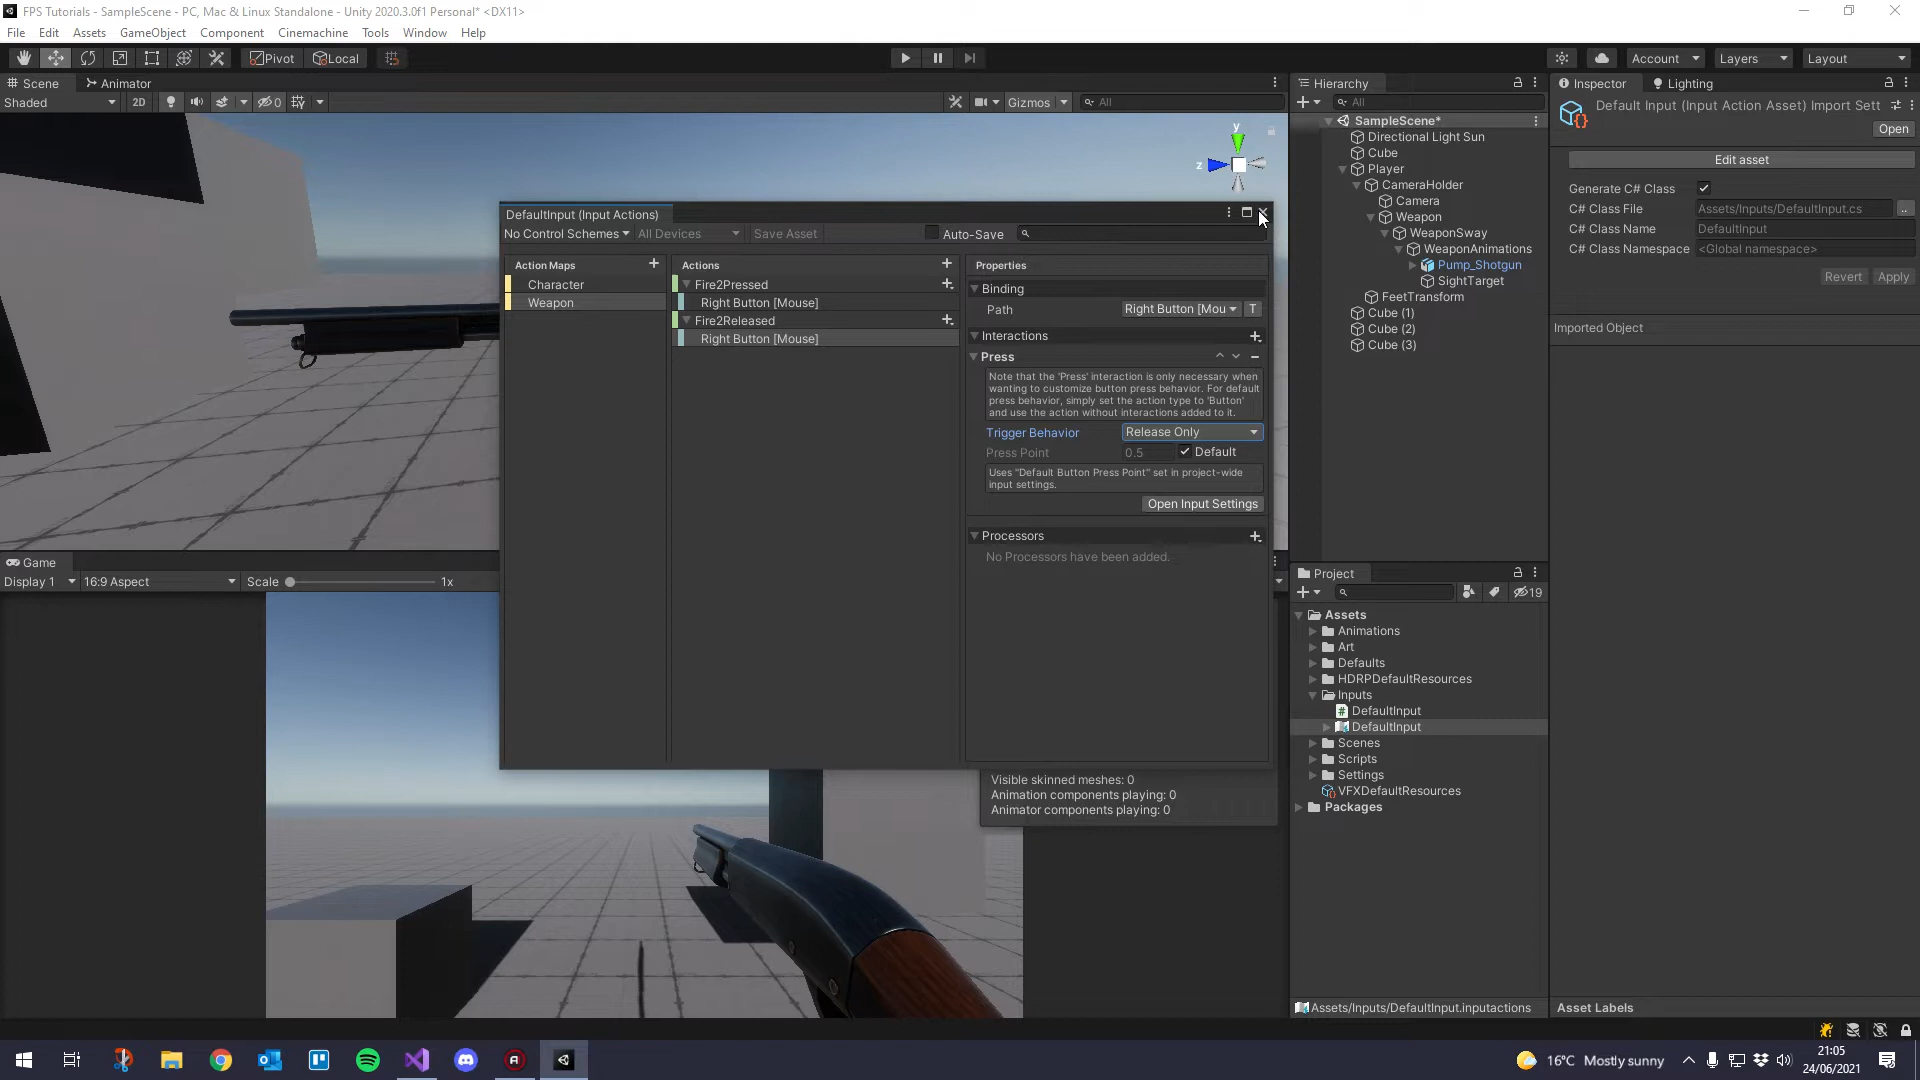 FPS Tutorials - SampleScene - PC, Mac & Linux Standalone - Unity 2020.3.0f1 Personal* <DX11>
File Edit Assets GameObject Component Cinemachine Tools Window Help
Pivot Local Account Layers Layout
Scene Animator
Shaded 2D 0 Gizmos All
y
z
DefaultInput (Input Actions)
No Control Schemes All Devices Save Asset Auto-Save
Action Maps
Character
Weapon
Actions
Fire2Pressed
Right Button [Mouse]
Fire2Released
Right Button [Mouse]
Properties
Binding
Path Right Button [Mou T
Interactions
Press
Note that the 'Press' interaction is only necessary when
wanting to customize button press behavior. For default
press behavior, simply set the action type to 'Button'
and use the action without interactions added to it.
Trigger Behavior Release Only
Press Point 0.5 Default
Uses "Default Button Press Point" set in project-wide
input settings.
Open Input Settings
Processors
No Processors have been added.
Game
Display 1 16:9 Aspect Scale 1x
Visible skinned meshes: 0
Animation components playing: 0
Animator components playing: 0
Hierarchy
All
SampleScene*
Directional Light Sun
Cube
Player
CameraHolder
Camera
Weapon
WeaponSway
WeaponAnimations
Pump_Shotgun
SightTarget
FeetTransform
Cube (1)
Cube (2)
Cube (3)
Project
19
Assets
Animations
Art
Defaults
HDRPDefaultResources
Inputs
DefaultInput
DefaultInput
Scenes
Scripts
Settings
VFXDefaultResources
Packages
Assets/Inputs/DefaultInput.inputactions
Inspector Lighting
Default Input (Input Action Asset) Import Sett
Open
Edit asset
Generate C# Class
C# Class File Assets/Inputs/DefaultInput.cs ..
C# Class Name DefaultInput
C# Class Namespace <Global namespace>
Revert Apply
Imported Object
Asset Labels
16°C Mostly sunny
21:05
24/06/2021